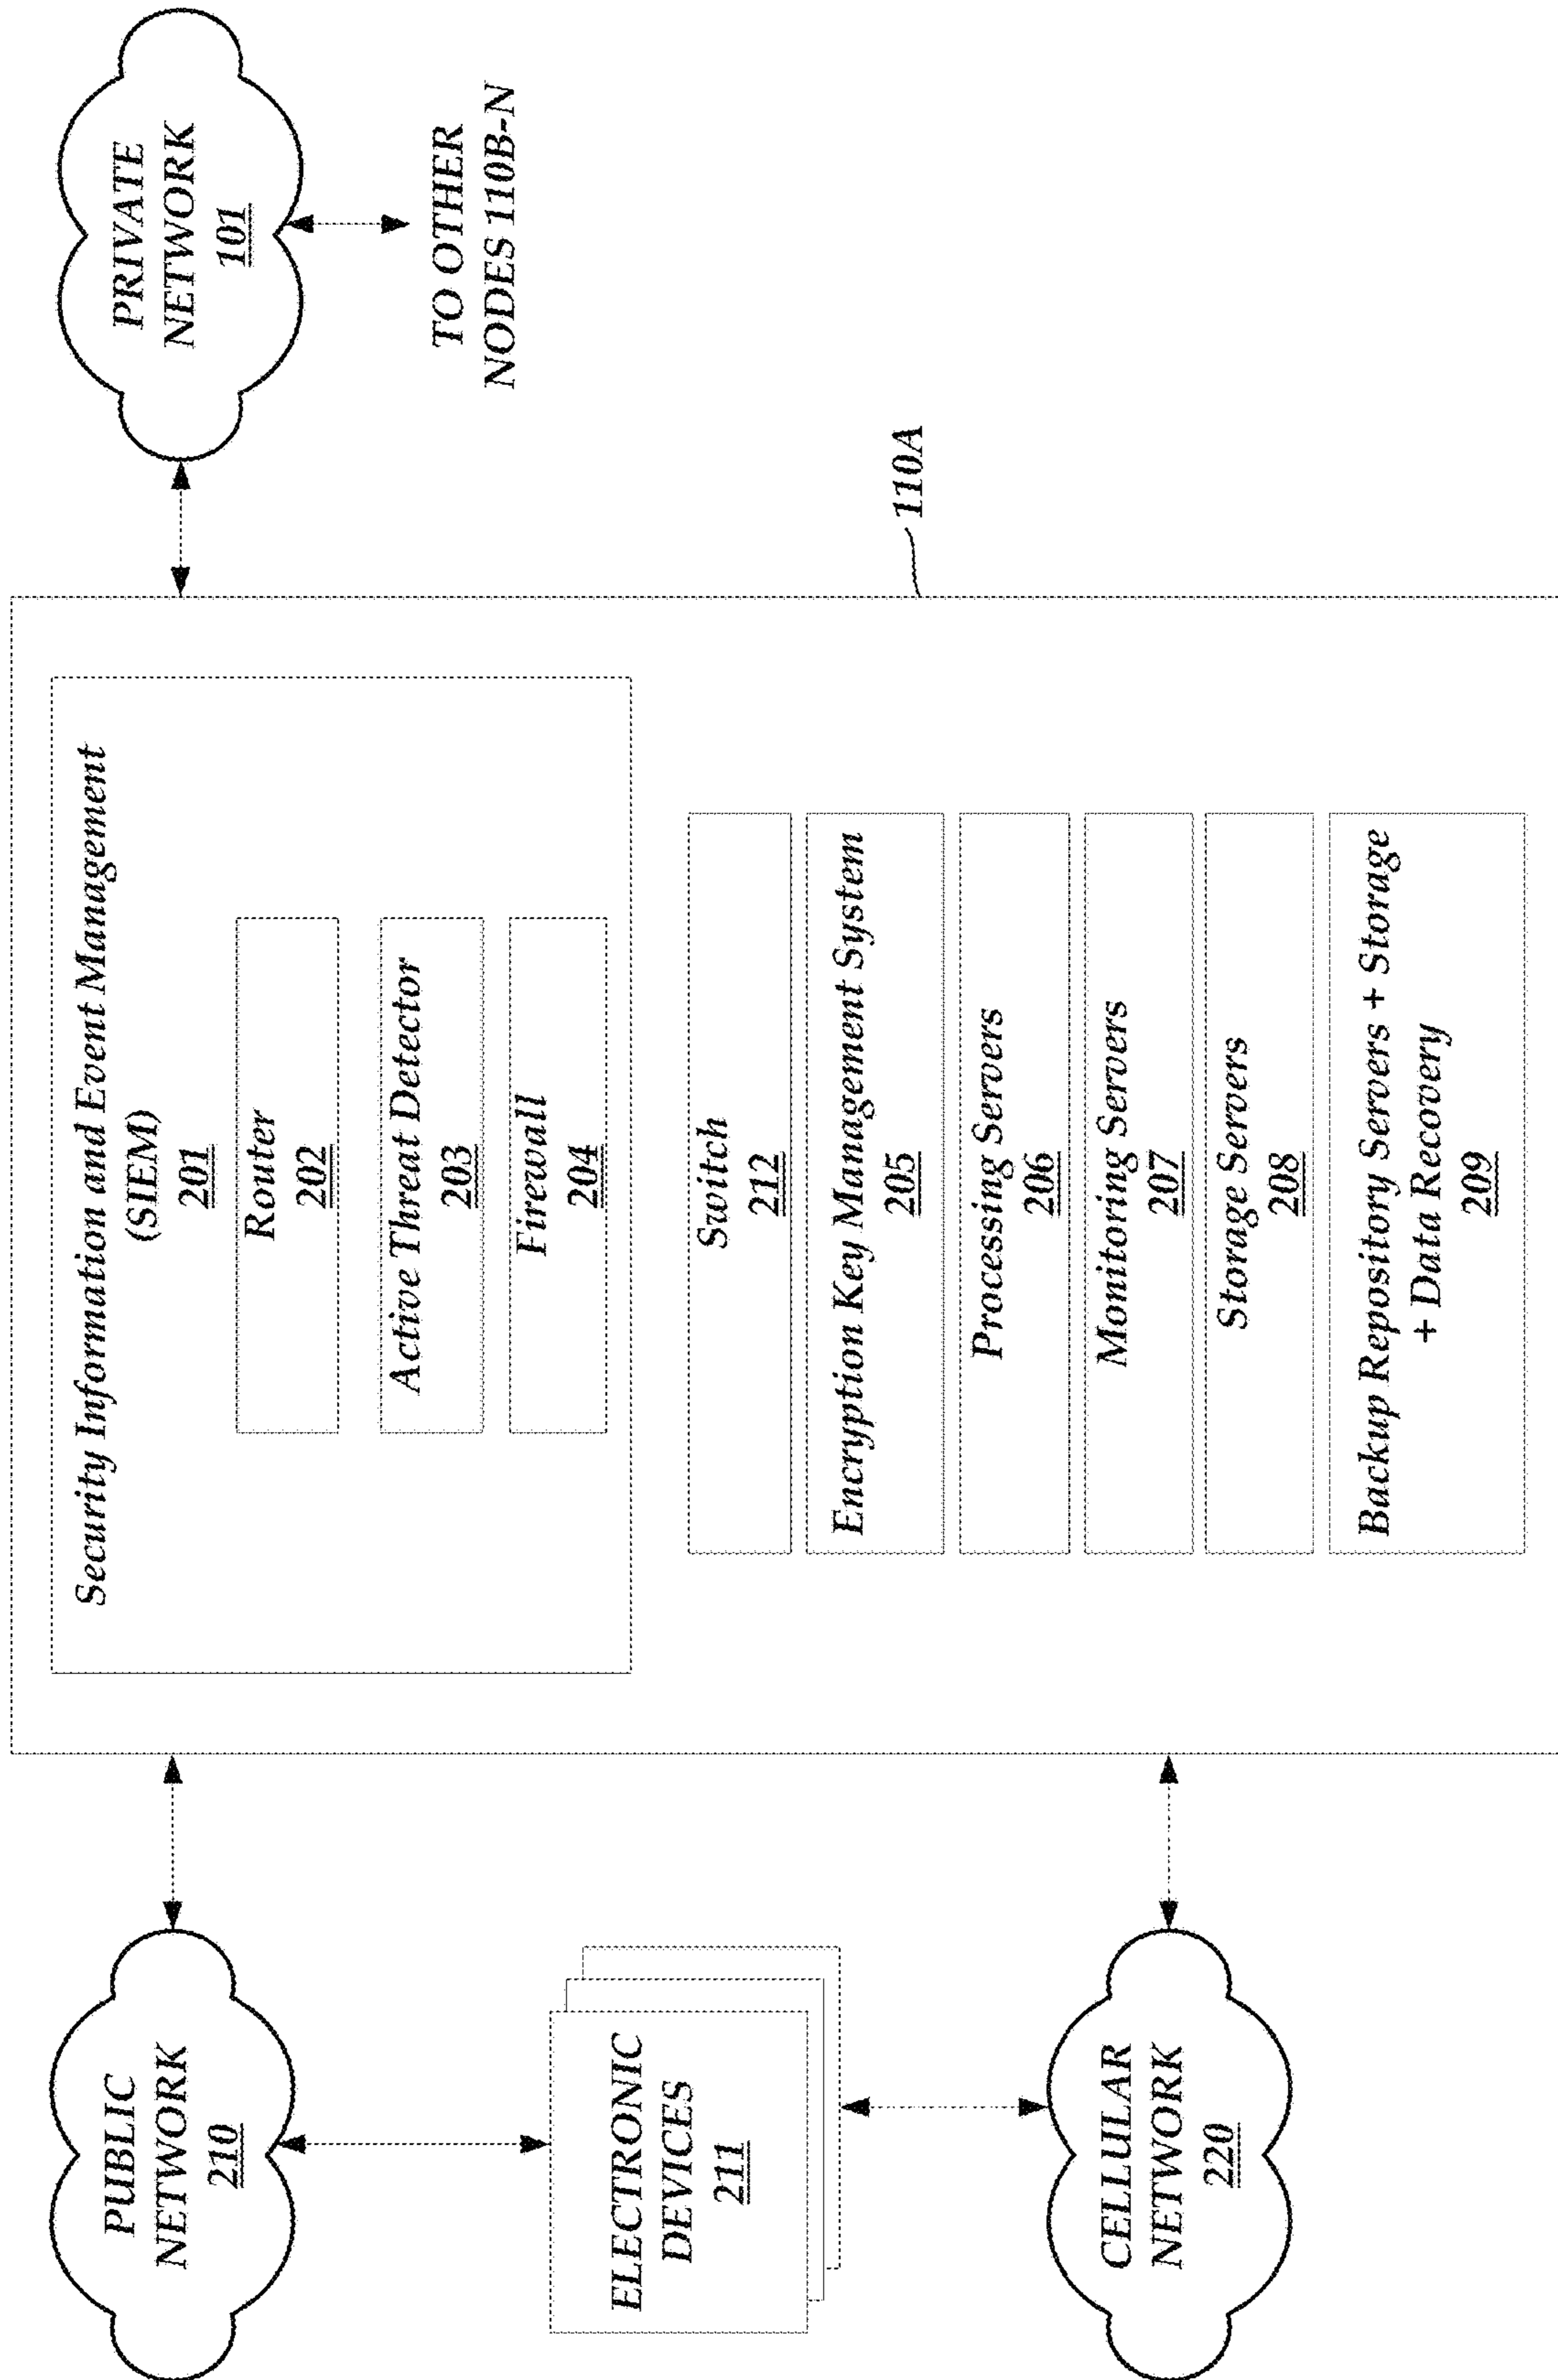 PUBLIC
NETWORK
210
ELECTRONIC
DEVICES
211
CELLULAR
NETWORK
220
Security Information and Event Management
(SIEM)
201
Router
202
Active Threat Detector
203
Firewall
204
Switch
212
Encryption Key Management System
205
Processing Servers
206
Monitoring Servers
207
Storage Servers
208
Backup Repository Servers + Storage
+ Data Recovery
209
110A
PRIVATE
NETWORK
101
TO OTHER
NODES 110B-N